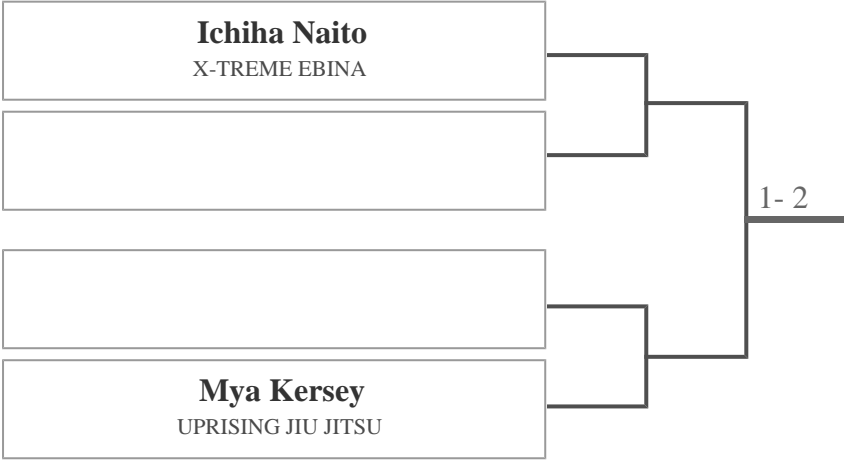 Ichiha Naito
X-TREME EBINA
1- 2
Mya Kersey
UPRISING JIU JITSU